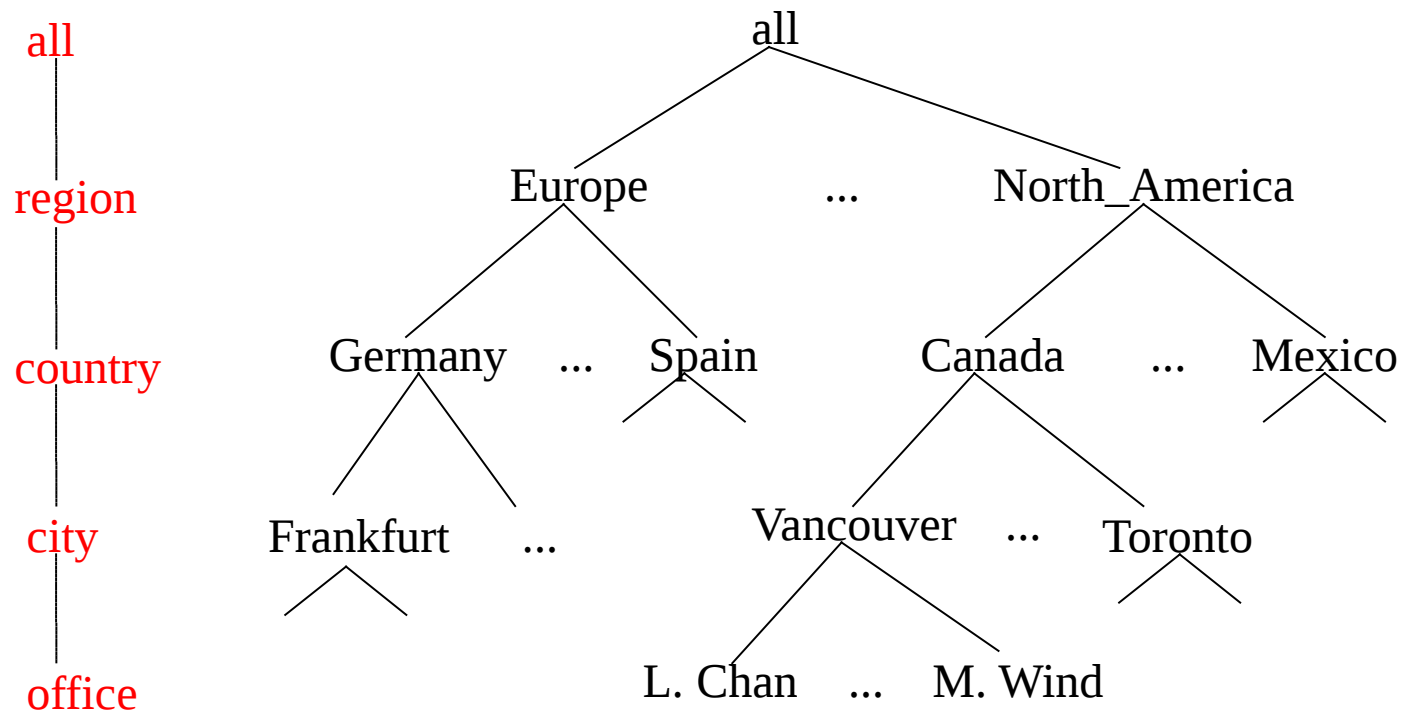 all all
region Europe ... North_America
country Germany ... Spain Canada ... Mexico
city Frankfurt ... Vancouver ... Toronto
office L. Chan ... M. Wind